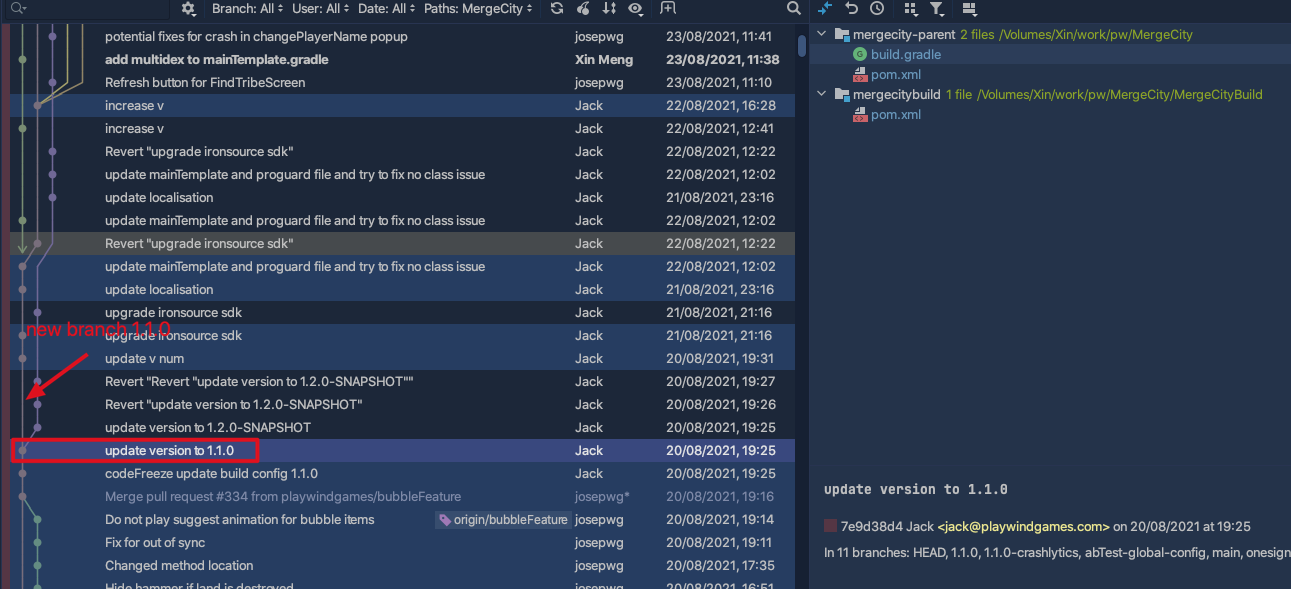 Branch: All User: All Date: All Paths: MergeCity
potential fixes for crash in changePlayerName popup josepwg 23/08/2021, 11:41
add multidex to mainTemplate.gradle Xin Meng 23/08/2021, 11:38
Refresh button for FindTribeScreen josepwg 23/08/2021, 11:10
increase v Jack 22/08/2021, 16:28
increase v Jack 22/08/2021, 12:41
Revert "upgrade ironsource sdk" Jack 22/08/2021, 12:22
update mainTemplate and proguard file and try to fix no class issue Jack 22/08/2021, 12:02
update localisation Jack 21/08/2021, 23:16
update mainTemplate and proguard file and try to fix no class issue Jack 22/08/2021, 12:02
Revert "upgrade ironsource sdk" Jack 22/08/2021, 12:22
update mainTemplate and proguard file and try to fix no class issue Jack 22/08/2021, 12:02
update localisation Jack 21/08/2021, 23:16
upgrade ironsource sdk Jack 21/08/2021, 21:16
new branch 1.1.0
upgrade ironsource sdk Jack 21/08/2021, 21:16
update v num Jack 20/08/2021, 19:31
Revert "Revert "update version to 1.2.0-SNAPSHOT"" Jack 20/08/2021, 19:27
Revert "update version to 1.2.0-SNAPSHOT" Jack 20/08/2021, 19:26
update version to 1.2.0-SNAPSHOT Jack 20/08/2021, 19:25
update version to 1.1.0 Jack 20/08/2021, 19:25
codeFreeze update build config 1.1.0 Jack 20/08/2021, 19:25
Merge pull request #334 from playwindgames/bubbleFeature josepwg* 20/08/2021, 19:16
Do not play suggest animation for bubble items origin/bubbleFeature josepwg 20/08/2021, 19:14
Fix for out of sync josepwg 20/08/2021, 19:11
Changed method location josepwg 20/08/2021, 17:35
Hide hammer if land is destroyed josepwg 20/08/2021, 16:51
mergecity-parent 2 files /Volumes/Xin/work/pw/MergeCity
build.gradle
pom.xml
mergecitybuild 1 file /Volumes/Xin/work/pw/MergeCity/MergeCityBuild
pom.xml
update version to 1.1.0
7e9d38d4 Jack <jack@playwindgames.com> on 20/08/2021 at 19:25
In 11 branches: HEAD, 1.1.0, 1.1.0-crashlytics, abTest-global-config, main, onesign